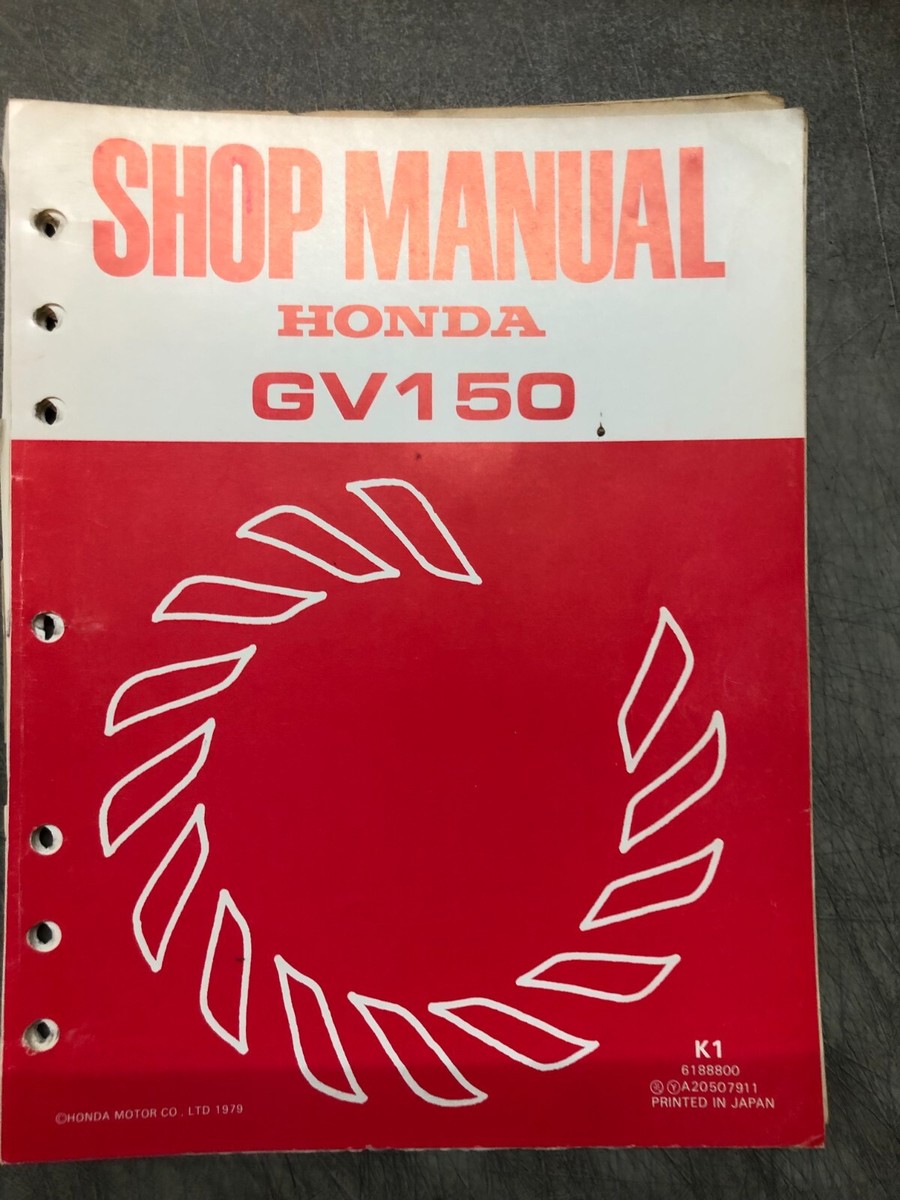 SHOP MANUAL
HONDA
GV150
K1
6188800
Ⓨ A20507911
PRINTED IN JAPAN
©HONDA MOTOR CO., LTD 1979